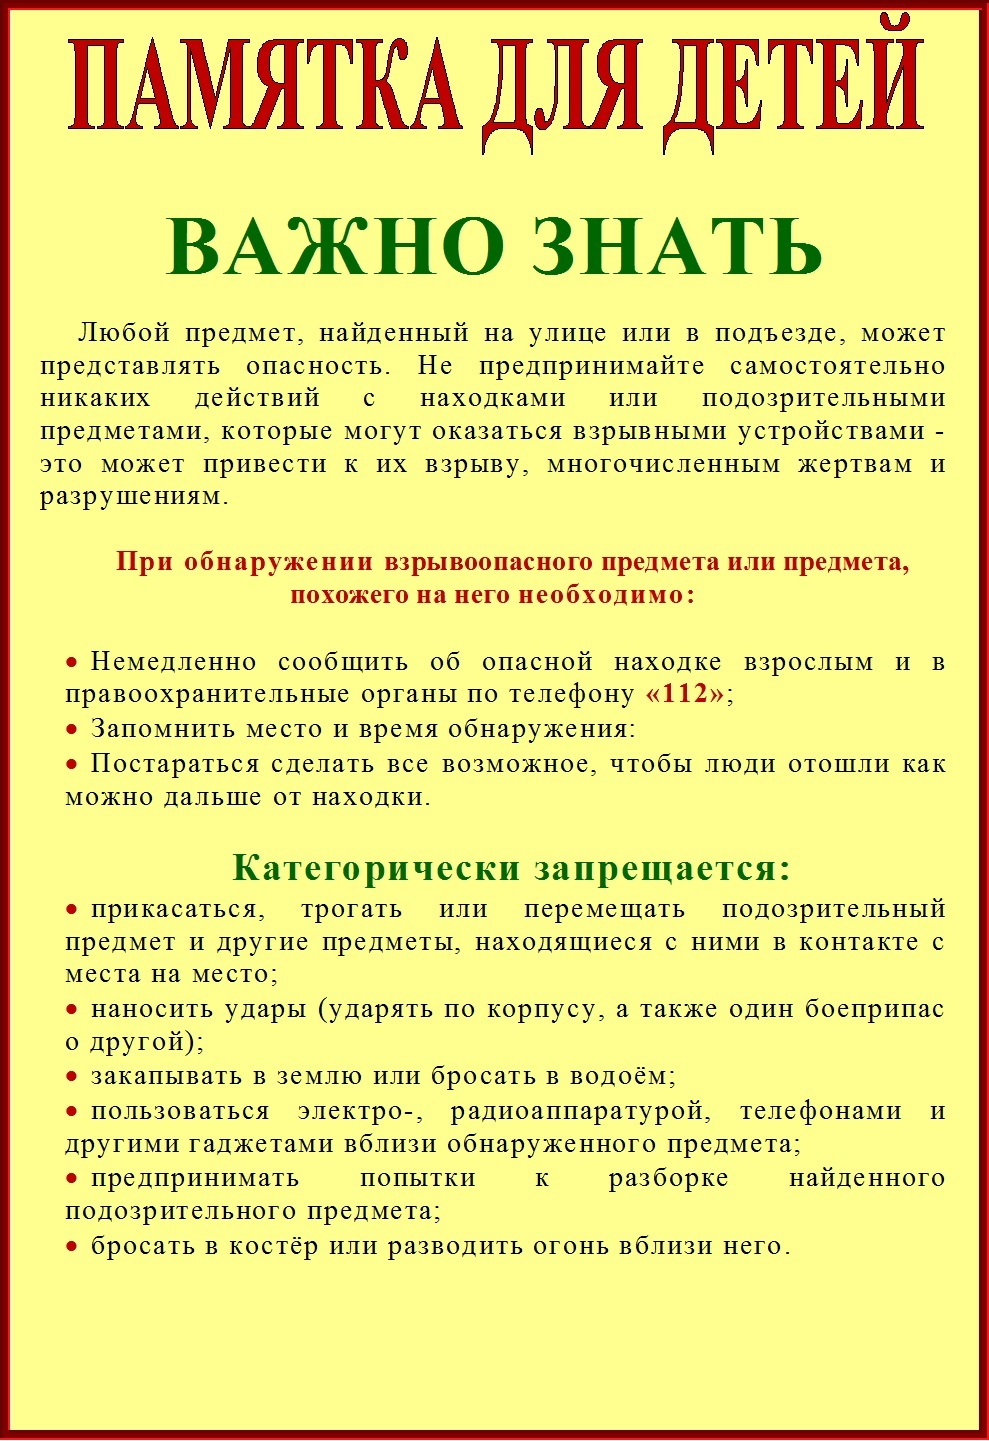 ПАМЯТКА ДЛЯ ДЕТЕЙ
ВАЖНО ЗНАТЬ
Любой предмет, найденный на улице или в подъезде, может
представлять опасность. Не предпринимайте самостоятельно
никаких действий с находками или подозрительными
предметами, которые могут оказаться взрывными устройствами -
это может привести к их взрыву, многочисленным жертвам и
разрушениям.
При обнаружении взрывоопасного предмета или предмета,
похожего на него необходимо:
• Немедленно сообщить об опасной находке взрослым и в
правоохранительные органы по телефону «112»;
• Запомнить место и время обнаружения:
• Постараться сделать все возможное, чтобы люди отошли как
можно дальше от находки.
Категорически запрещается:
• прикасаться, трогать или перемещать подозрительный
предмет и другие предметы, находящиеся с ними в контакте с
места на место;
• наносить удары (ударять по корпусу, а также один боеприпас
о другой);
• закапывать в землю или бросать в водоём;
• пользоваться электро-, радиоаппаратурой, телефонами и
другими гаджетами вблизи обнаруженного предмета;
• предпринимать попытки к разборке найденного
подозрительного предмета;
• бросать в костёр или разводить огонь вблизи него.